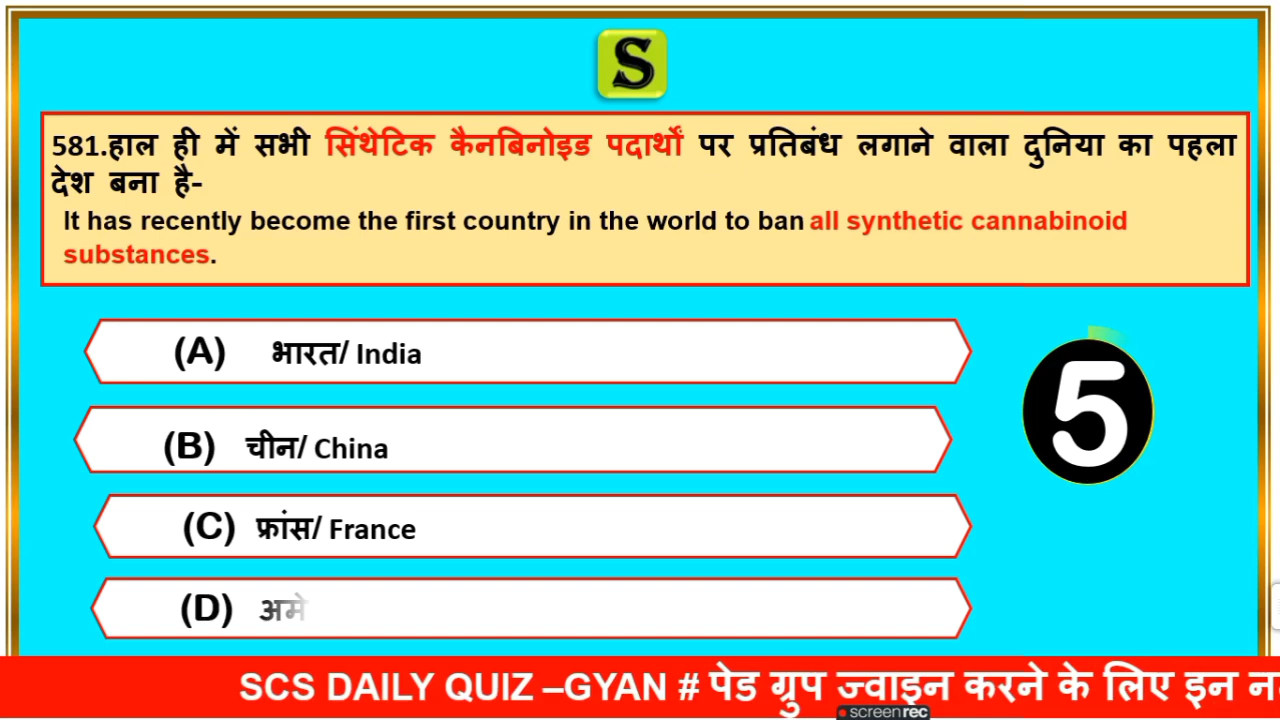 S
581.हाल ही में सभी सिंथेटिक कैनबिनोइड पदार्थों पर प्रतिबंध लगाने वाला दुनिया का पहला
देश बना है-
It has recently become the first country in the world to ban all synthetic cannabinoid
substances.
(A) भारत/ India
5
(B) चीन/ China
(C) फ्रांस/ France
(D) अमे
SCS DAILY QUIZ –GYAN # पेड ग्रुप ज्वाइन करने के लिए इन न
screenrec